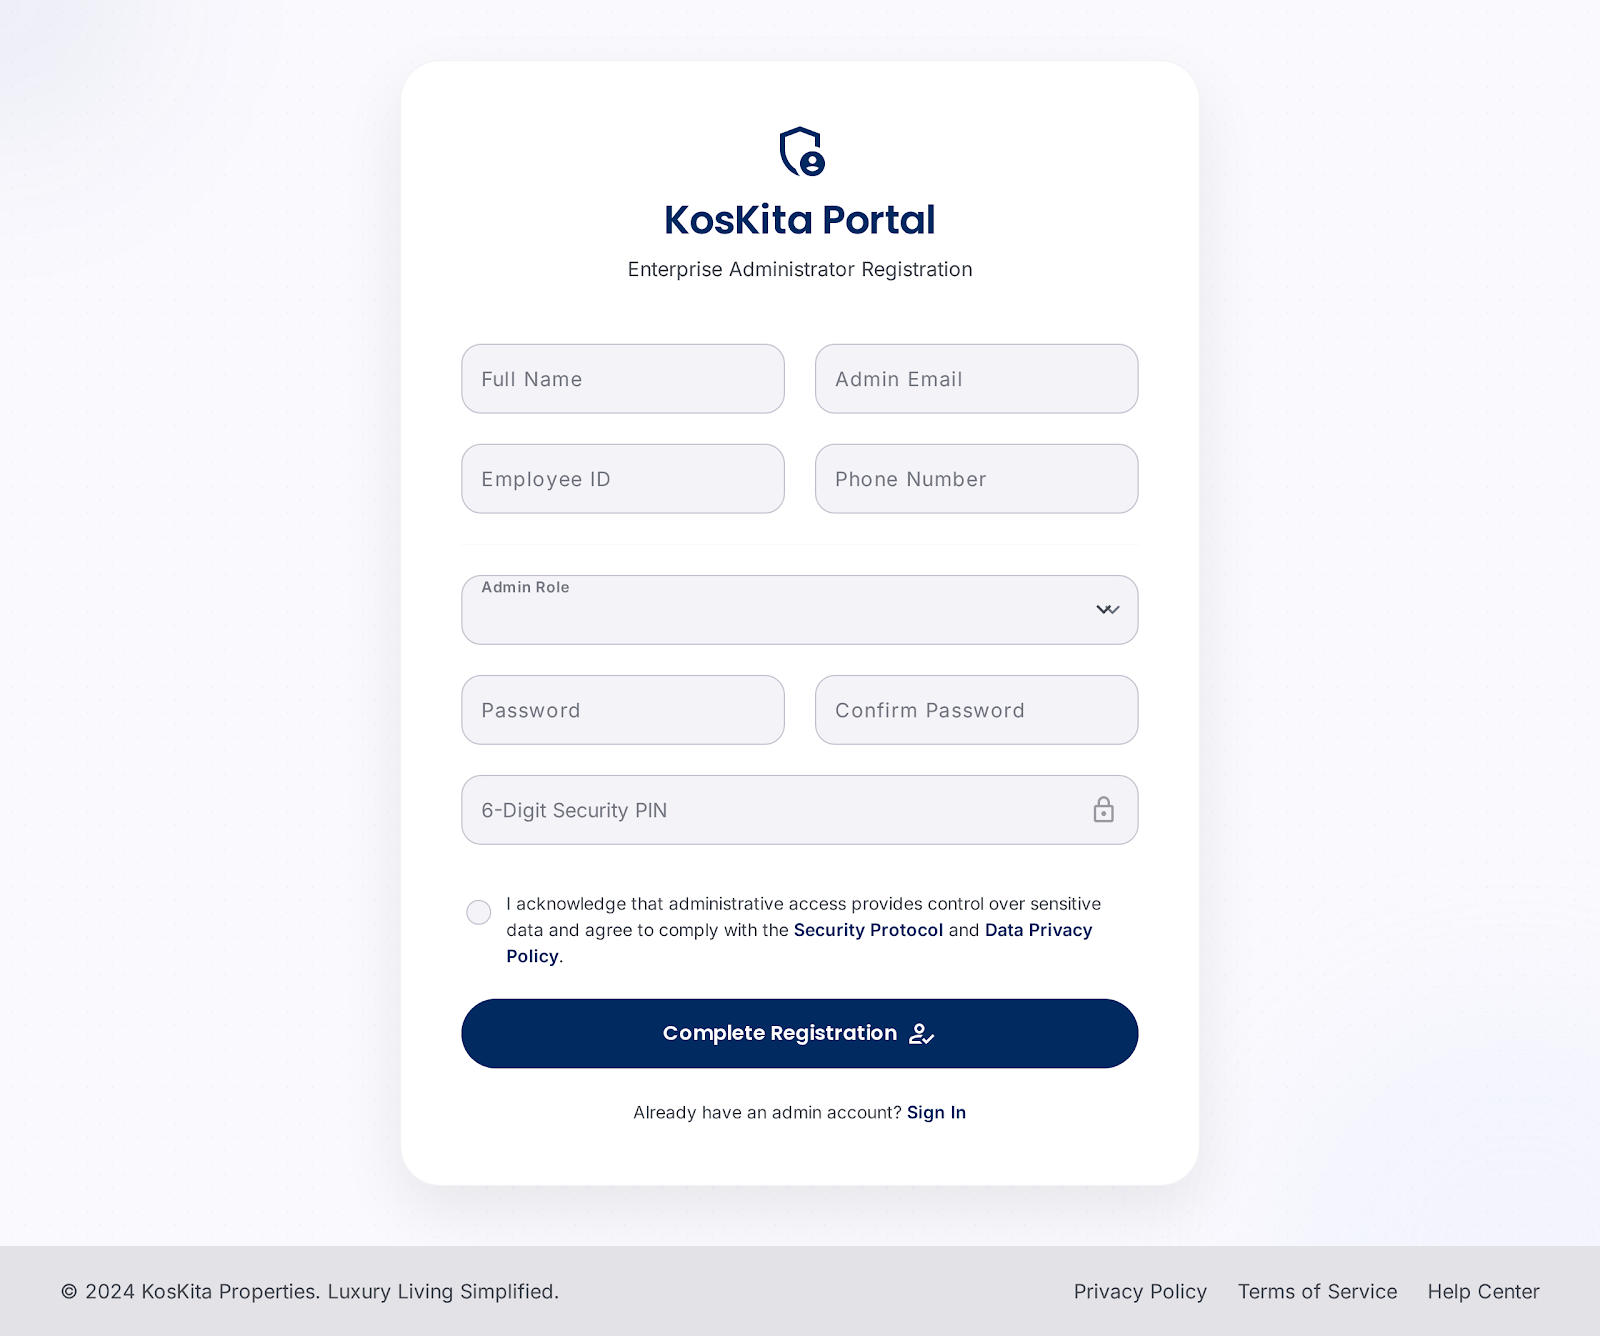 KosKita Portal
Enterprise Administrator Registration
Full Name
Admin Email
Employee ID
Phone Number
Admin Role
Password
Confirm Password
6-Digit Security PIN
I acknowledge that administrative access provides control over sensitive
data and agree to comply with the Security Protocol and Data Privacy
Policy.
Complete Registration
Already have an admin account? Sign In
© 2024 KosKita Properties. Luxury Living Simplified.
Privacy Policy
Terms of Service
Help Center